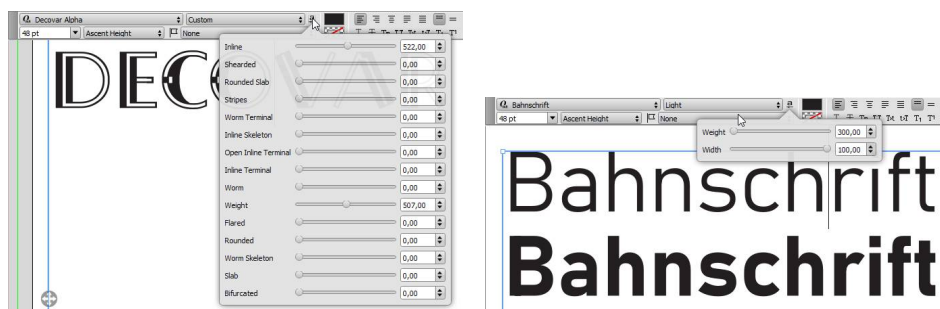 Decovar Alpha
Custom
a
48 pt
Ascent Height
None
DECOVA
Inline 522,00
Shearded 0,00
Rounded Slab 0,00
Stripes 0,00
Worm Terminal 0,00
Inline Skeleton 0,00
Open Inline Terminal 0,00
Inline Terminal 0,00
Worm 0,00
Weight 507,00
Flared 0,00
Rounded 0,00
Worm Skeleton 0,00
Slab 0,00
Bifurcated 0,00
Bahnschrift
Light
a
48 pt
Ascent Height
None
Weight 300,00
Width 100,00
Bahnschrift
Bahnschrift